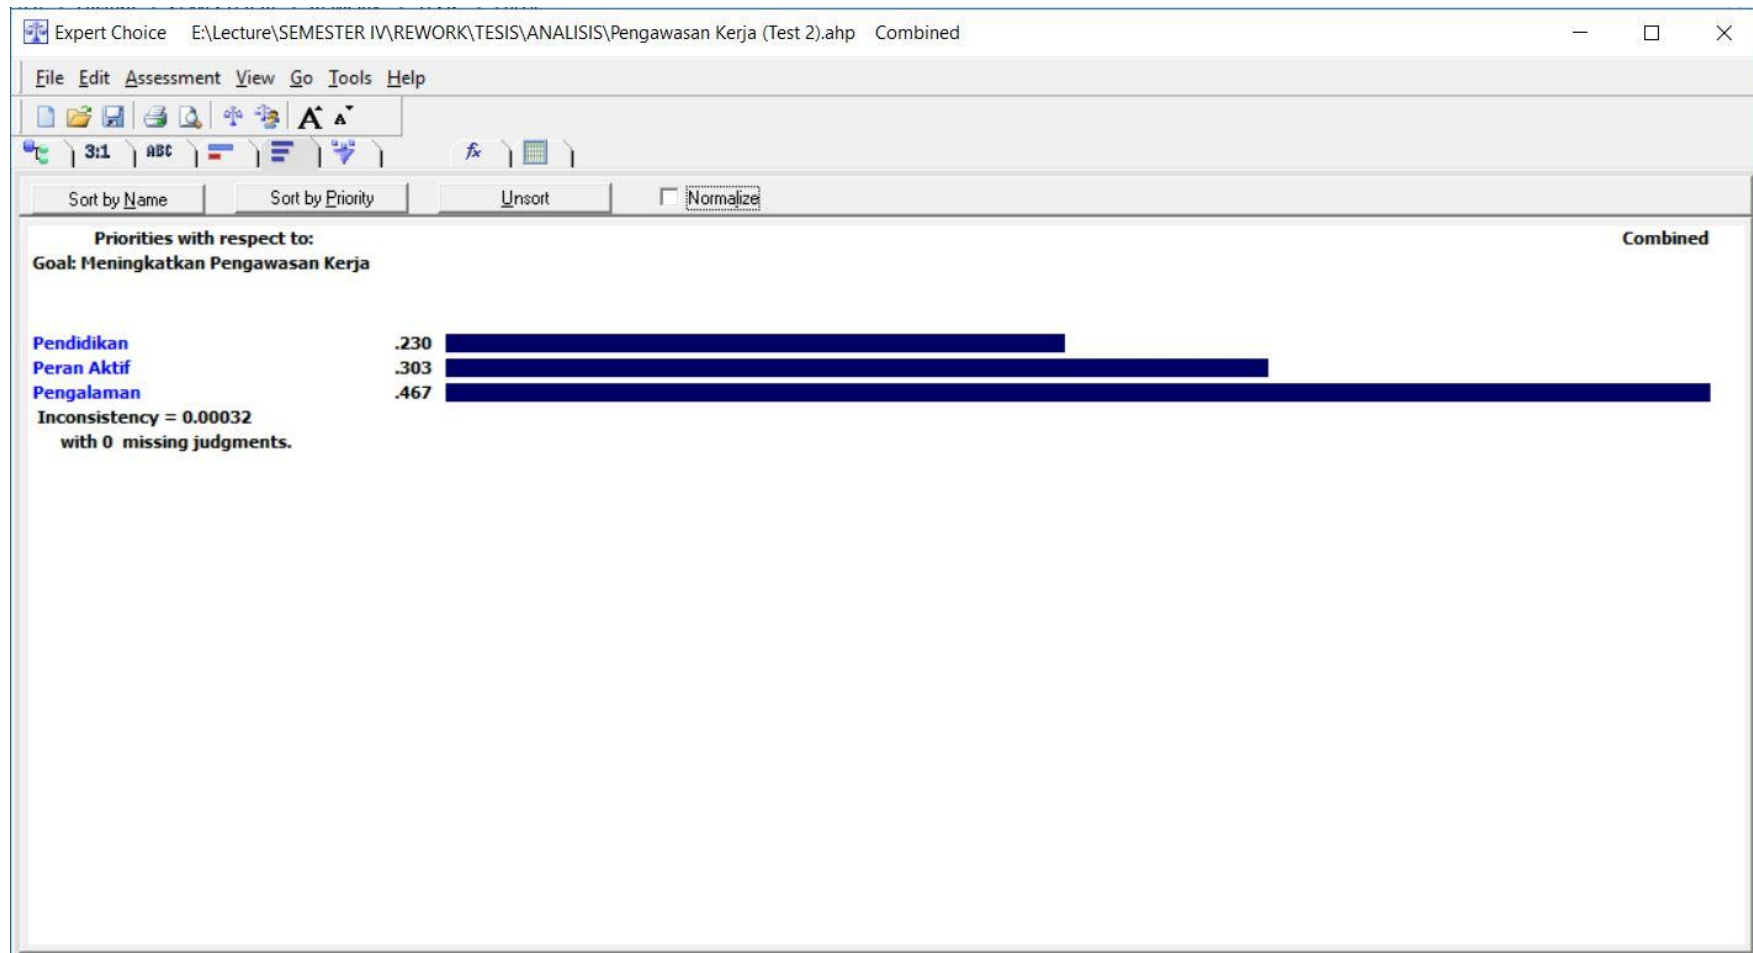 Expert Choice E:\Lecture\SEMESTER IV\REWORK\TESIS\ANALISIS\Pengawasan Kerja (Test 2).ahp Combined
File Edit Assessment View Go Tools Help
A A
3:1 ABC fx
Sort by Name Sort by Priority Unsort Normalize
Priorities with respect to: Combined
Goal: Meningkatkan Pengawasan Kerja
Pendidikan .230
Peran Aktif .303
Pengalaman .467
Inconsistency = 0.00032
with 0 missing judgments.